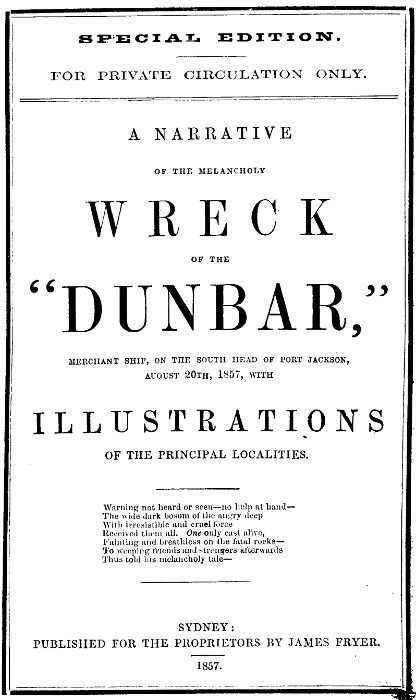 SPECIAL EDITION.
FOR PRIVATE CIRCULATION ONLY.
A NARRATIVE
OF THE MELANCHOLY
WRECK
OF THE
"DUNBAR,"
MERCHANT SHIP, ON THE SOUTH HEAD OF PORT JACKSON,
AUGUST 20TH, 1857, WITH
ILLUSTRATIONS
OF THE PRINCIPAL LOCALITIES.
Warning not heard or seen—no help at hand—
The wide dark bosom of the angry deep
With irresistible and cruel force
Received them all. One only cast alive,
Fainting and breathless on the fatal rocks—
To weeping friends and strangers afterwards
Thus told his melancholy tale—
SYDNEY:
PUBLISHED FOR THE PROPRIETORS BY JAMES FRYER.
1857.